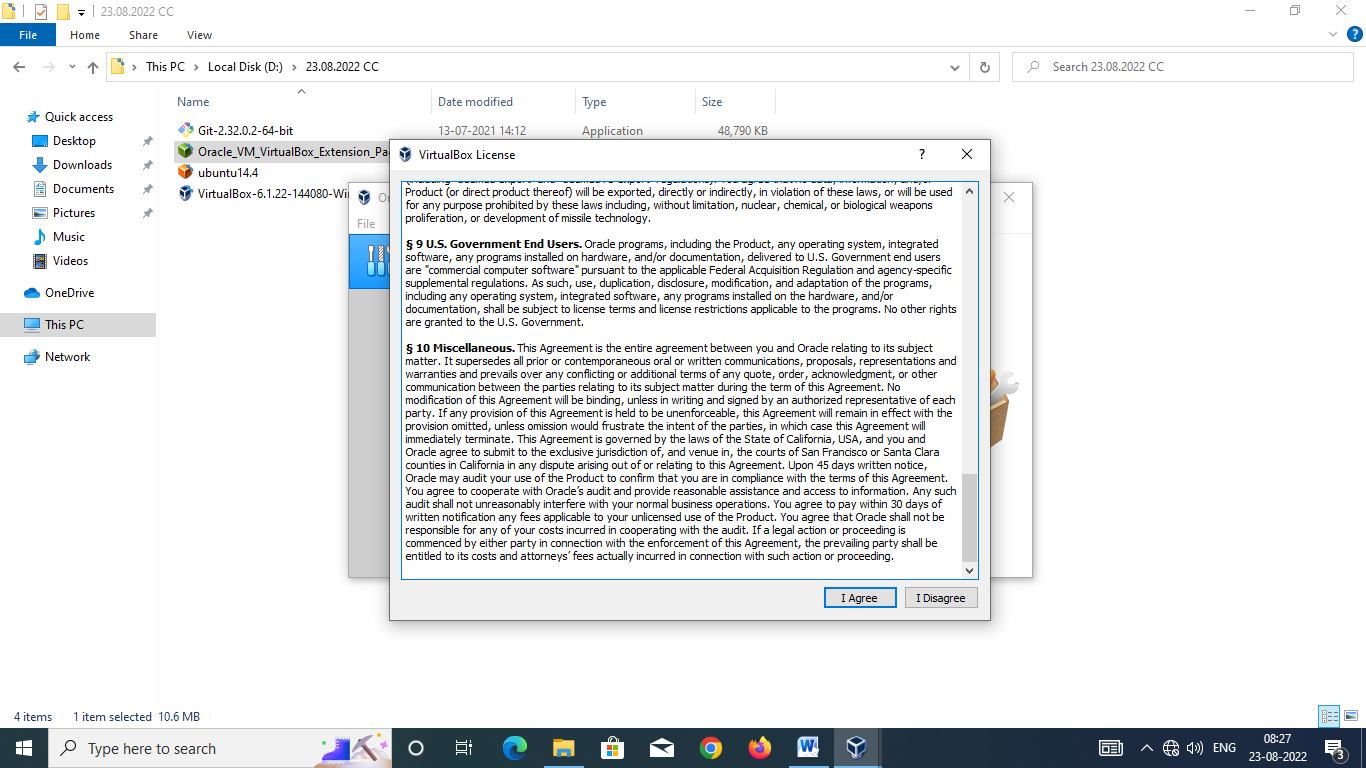 23.08.2022 CC
File Home Share View
This PC > Local Disk (D:) > 23.08.2022 CC
Search 23.08.2022 CC
Quick access
Desktop
Downloads
Documents
Pictures
Music
Videos
OneDrive
This PC
Network
Name Date modified Type Size
Git-2.32.0.2-64-bit 13-07-2021 14:12 Application 48,790 KB
Oracle_VM_VirtualBox_Extension_Pa
ubuntu14.4
VirtualBox-6.1.22-144080-Wi
File
VirtualBox License
?
Product (or direct product thereof) will be exported, directly or indirectly, in violation of these laws, or will be used
for any purpose prohibited by these laws including, without limitation, nuclear, chemical, or biological weapons
proliferation, or development of missile technology.
§ 9 U.S. Government End Users. Oracle programs, including the Product, any operating system, integrated
software, any programs installed on hardware, and/or documentation, delivered to U.S. Government end users
are "commercial computer software" pursuant to the applicable Federal Acquisition Regulation and agency-specific
supplemental regulations. As such, use, duplication, disclosure, modification, and adaptation of the programs,
including any operating system, integrated software, any programs installed on the hardware, and/or
documentation, shall be subject to license terms and license restrictions applicable to the programs. No other rights
are granted to the U.S. Government.
§ 10 Miscellaneous. This Agreement is the entire agreement between you and Oracle relating to its subject
matter. It supersedes all prior or contemporaneous oral or written communications, proposals, representations and
warranties and prevails over any conflicting or additional terms of any quote, order, acknowledgment, or other
communication between the parties relating to its subject matter during the term of this Agreement. No
modification of this Agreement will be binding, unless in writing and signed by an authorized representative of each
party. If any provision of this Agreement is held to be unenforceable, this Agreement will remain in effect with the
provision omitted, unless omission would frustrate the intent of the parties, in which case this Agreement will
immediately terminate. This Agreement is governed by the laws of the State of California, USA, and you and
Oracle agree to submit to the exclusive jurisdiction of, and venue in, the courts of San Francisco or Santa Clara
counties in California in any dispute arising out of or relating to this Agreement. Upon 45 days written notice,
Oracle may audit your use of the Product to confirm that you are in compliance with the terms of this Agreement.
You agree to cooperate with Oracle’s audit and provide reasonable assistance and access to information. Any such
audit shall not unreasonably interfere with your normal business operations. You agree to pay within 30 days of
written notification any fees applicable to your unlicensed use of the Product. You agree that Oracle shall not be
responsible for any of your costs incurred in cooperating with the audit. If a legal action or proceeding is
commenced by either party in connection with the enforcement of this Agreement, the prevailing party shall be
entitled to its costs and attorneys’ fees actually incurred in connection with such action or proceeding.
I Agree I Disagree
4 items 1 item selected 10.6 MB
Type here to search
ENG
08:27
23-08-2022
3